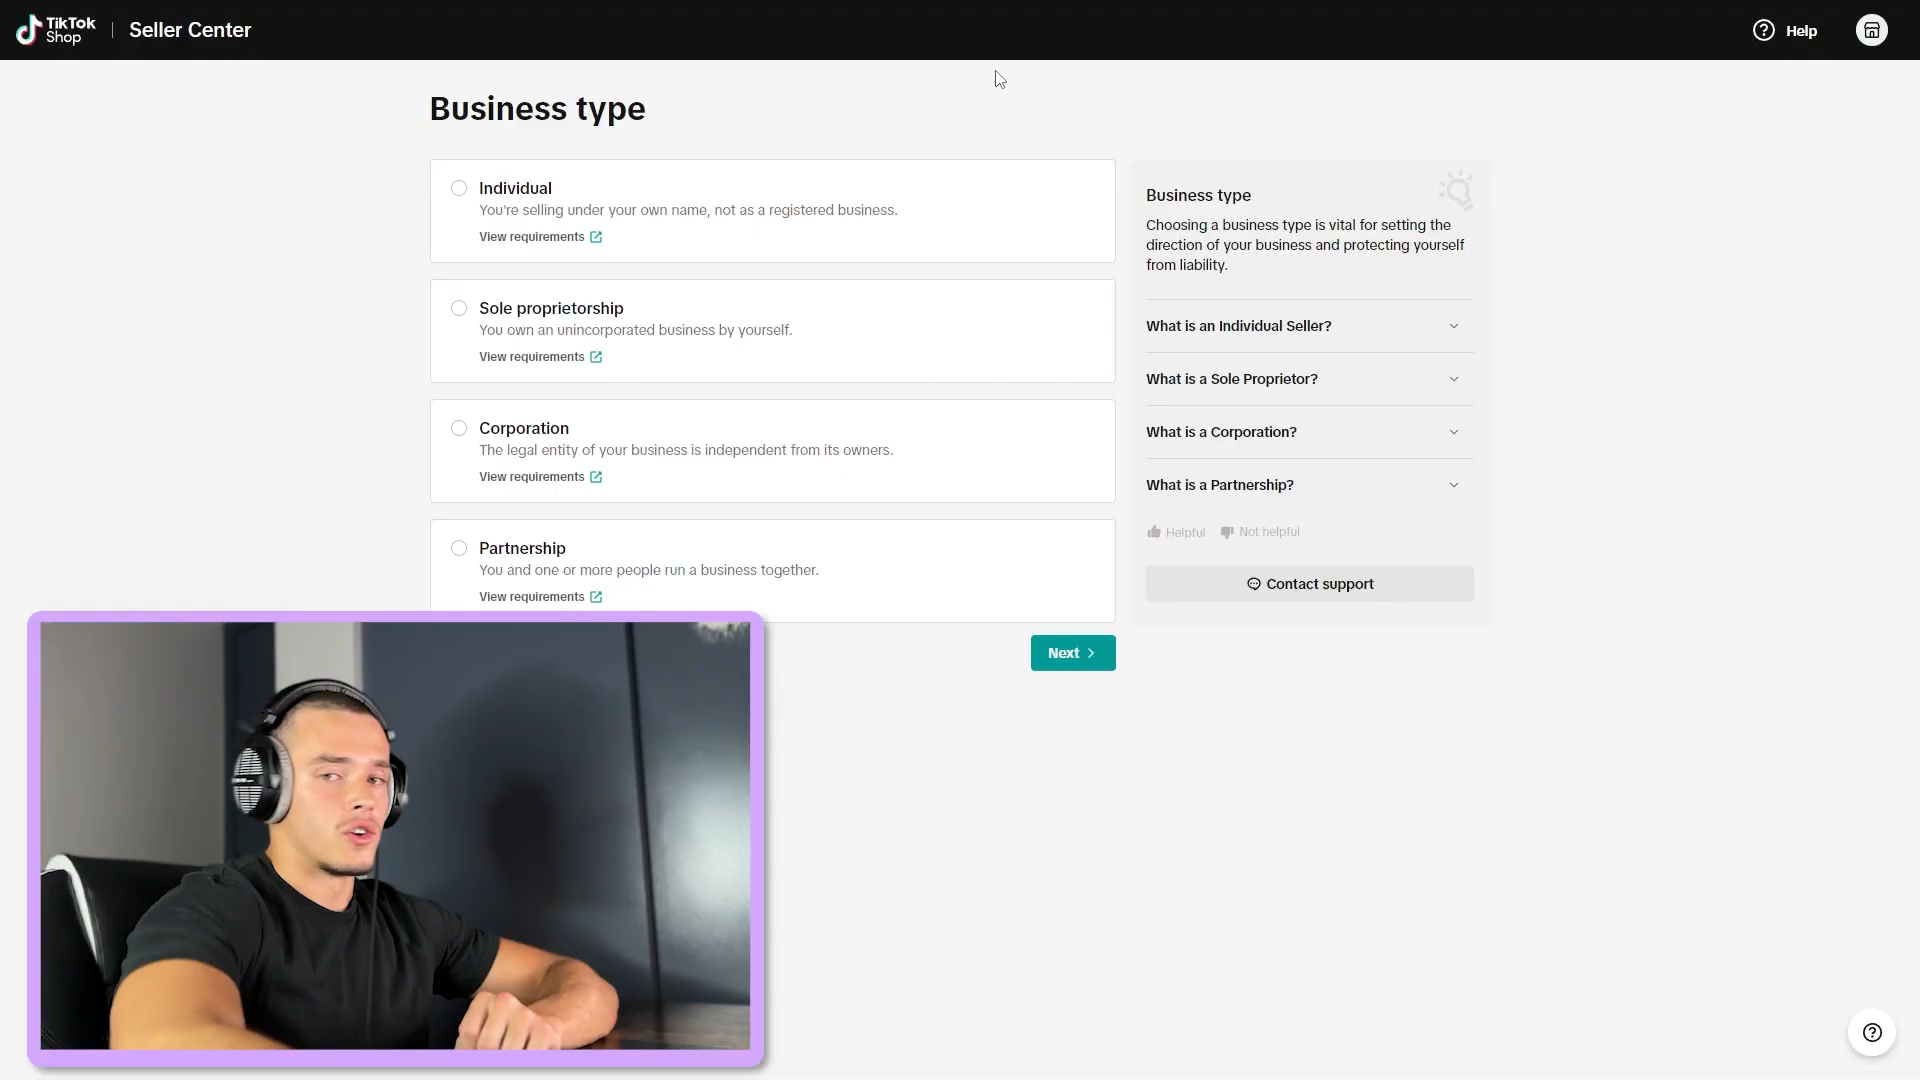 TikTok
Shop
Seller Center
Help
Business type
Individual
You're selling under your own name, not as a registered business.
View requirements
Sole proprietorship
You own an unincorporated business by yourself.
View requirements
Corporation
The legal entity of your business is independent from its owners.
View requirements
Partnership
You and one or more people run a business together.
View requirements
Next
Business type
Choosing a business type is vital for setting the
direction of your business and protecting yourself
from liability.
What is an Individual Seller?
What is a Sole Proprietor?
What is a Corporation?
What is a Partnership?
Helpful
Not helpful
Contact support